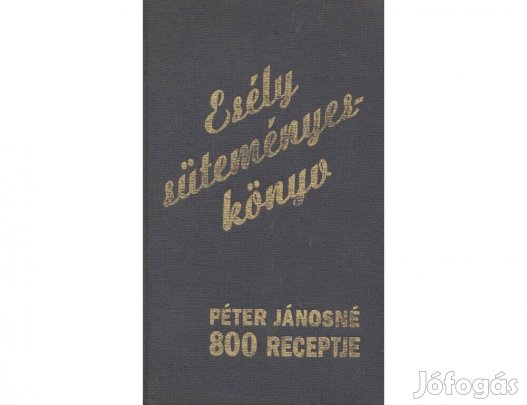 Esély
süteményes-
könyv
PÉTER JÁNOSNÉ
800 RECEPTJE
Jófogás